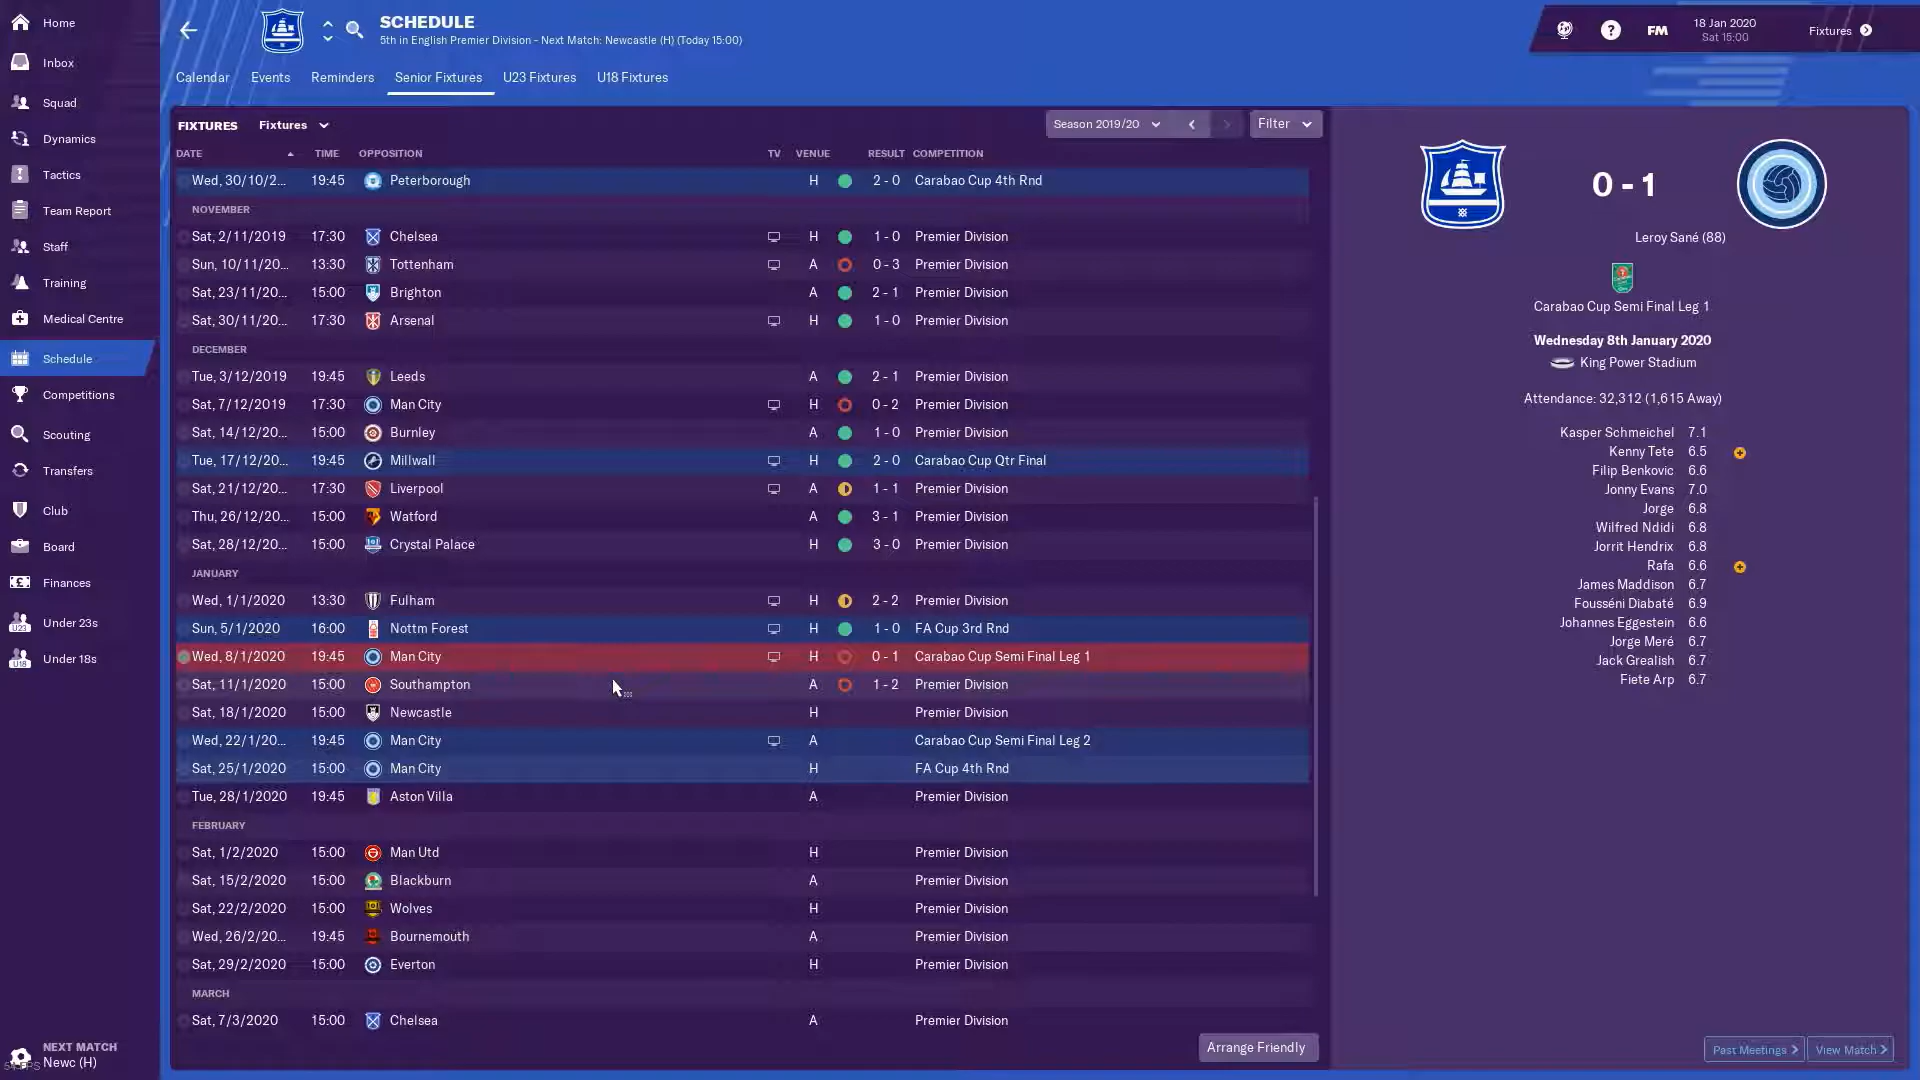 Home
Inbox
Squad
Dynamics
Tactics
Team Report
Staff
Training
Medical Centre
Schedule
Competitions
Scouting
Transfers
Club
Board
Finances
Under 23s
Under 18s
NEXT MATCH
Newc (H)
SCHEDULE
5th in English Premier Division - Next Match: Newcastle (H) (Today 15:00)
FM
18 Jan 2020
Sat 15:00
Fixtures
Calendar Events Reminders Senior Fixtures U23 Fixtures U18 Fixtures
FIXTURES Fixtures Season 2019/20 Filter
DATE TIME OPPOSITION TV VENUE RESULT COMPETITION
Wed, 30/10/2... 19:45 Peterborough H 2 - 0 Carabao Cup 4th Rnd
NOVEMBER
Sat, 2/11/2019 17:30 Chelsea H 1 - 0 Premier Division
Sun, 10/11/20... 13:30 Tottenham A 0 - 3 Premier Division
Sat, 23/11/20... 15:00 Brighton A 2 - 1 Premier Division
Sat, 30/11/20... 17:30 Arsenal H 1 - 0 Premier Division
DECEMBER
Tue, 3/12/2019 19:45 Leeds A 2 - 1 Premier Division
Sat, 7/12/2019 17:30 Man City H 0 - 2 Premier Division
Sat, 14/12/20... 15:00 Burnley A 1 - 0 Premier Division
Tue, 17/12/20... 19:45 Millwall H 2 - 0 Carabao Cup Qtr Final
Sat, 21/12/20... 17:30 Liverpool A 1 - 1 Premier Division
Thu, 26/12/20... 15:00 Watford A 3 - 1 Premier Division
Sat, 28/12/20... 15:00 Crystal Palace H 3 - 0 Premier Division
JANUARY
Wed, 1/1/2020 13:30 Fulham H 2 - 2 Premier Division
Sun, 5/1/2020 16:00 Nottm Forest H 1 - 0 FA Cup 3rd Rnd
Wed, 8/1/2020 19:45 Man City H 0 - 1 Carabao Cup Semi Final Leg 1
Sat, 11/1/2020 15:00 Southampton A 1 - 2 Premier Division
Sat, 18/1/2020 15:00 Newcastle H Premier Division
Wed, 22/1/20... 19:45 Man City A Carabao Cup Semi Final Leg 2
Sat, 25/1/2020 15:00 Man City H FA Cup 4th Rnd
Tue, 28/1/2020 19:45 Aston Villa A Premier Division
FEBRUARY
Sat, 1/2/2020 15:00 Man Utd H Premier Division
Sat, 15/2/2020 15:00 Blackburn A Premier Division
Sat, 22/2/2020 15:00 Wolves H Premier Division
Wed, 26/2/20... 19:45 Bournemouth A Premier Division
Sat, 29/2/2020 15:00 Everton H Premier Division
MARCH
Sat, 7/3/2020 15:00 Chelsea A Premier Division
Arrange Friendly
0 - 1
Leroy Sané (88)
Carabao Cup Semi Final Leg 1
Wednesday 8th January 2020
King Power Stadium
Attendance: 32,312 (1,615 Away)
Kasper Schmeichel 7.1
Kenny Tete 6.5
Filip Benkovic 6.6
Jonny Evans 7.0
Jorge 6.8
Wilfred Ndidi 6.8
Jorrit Hendrix 6.8
Rafa 6.6
James Maddison 6.7
Fousséni Diabaté 6.9
Johannes Eggestein 6.6
Jorge Meré 6.7
Jack Grealish 6.7
Fiete Arp 6.7
Past Meetings View Match